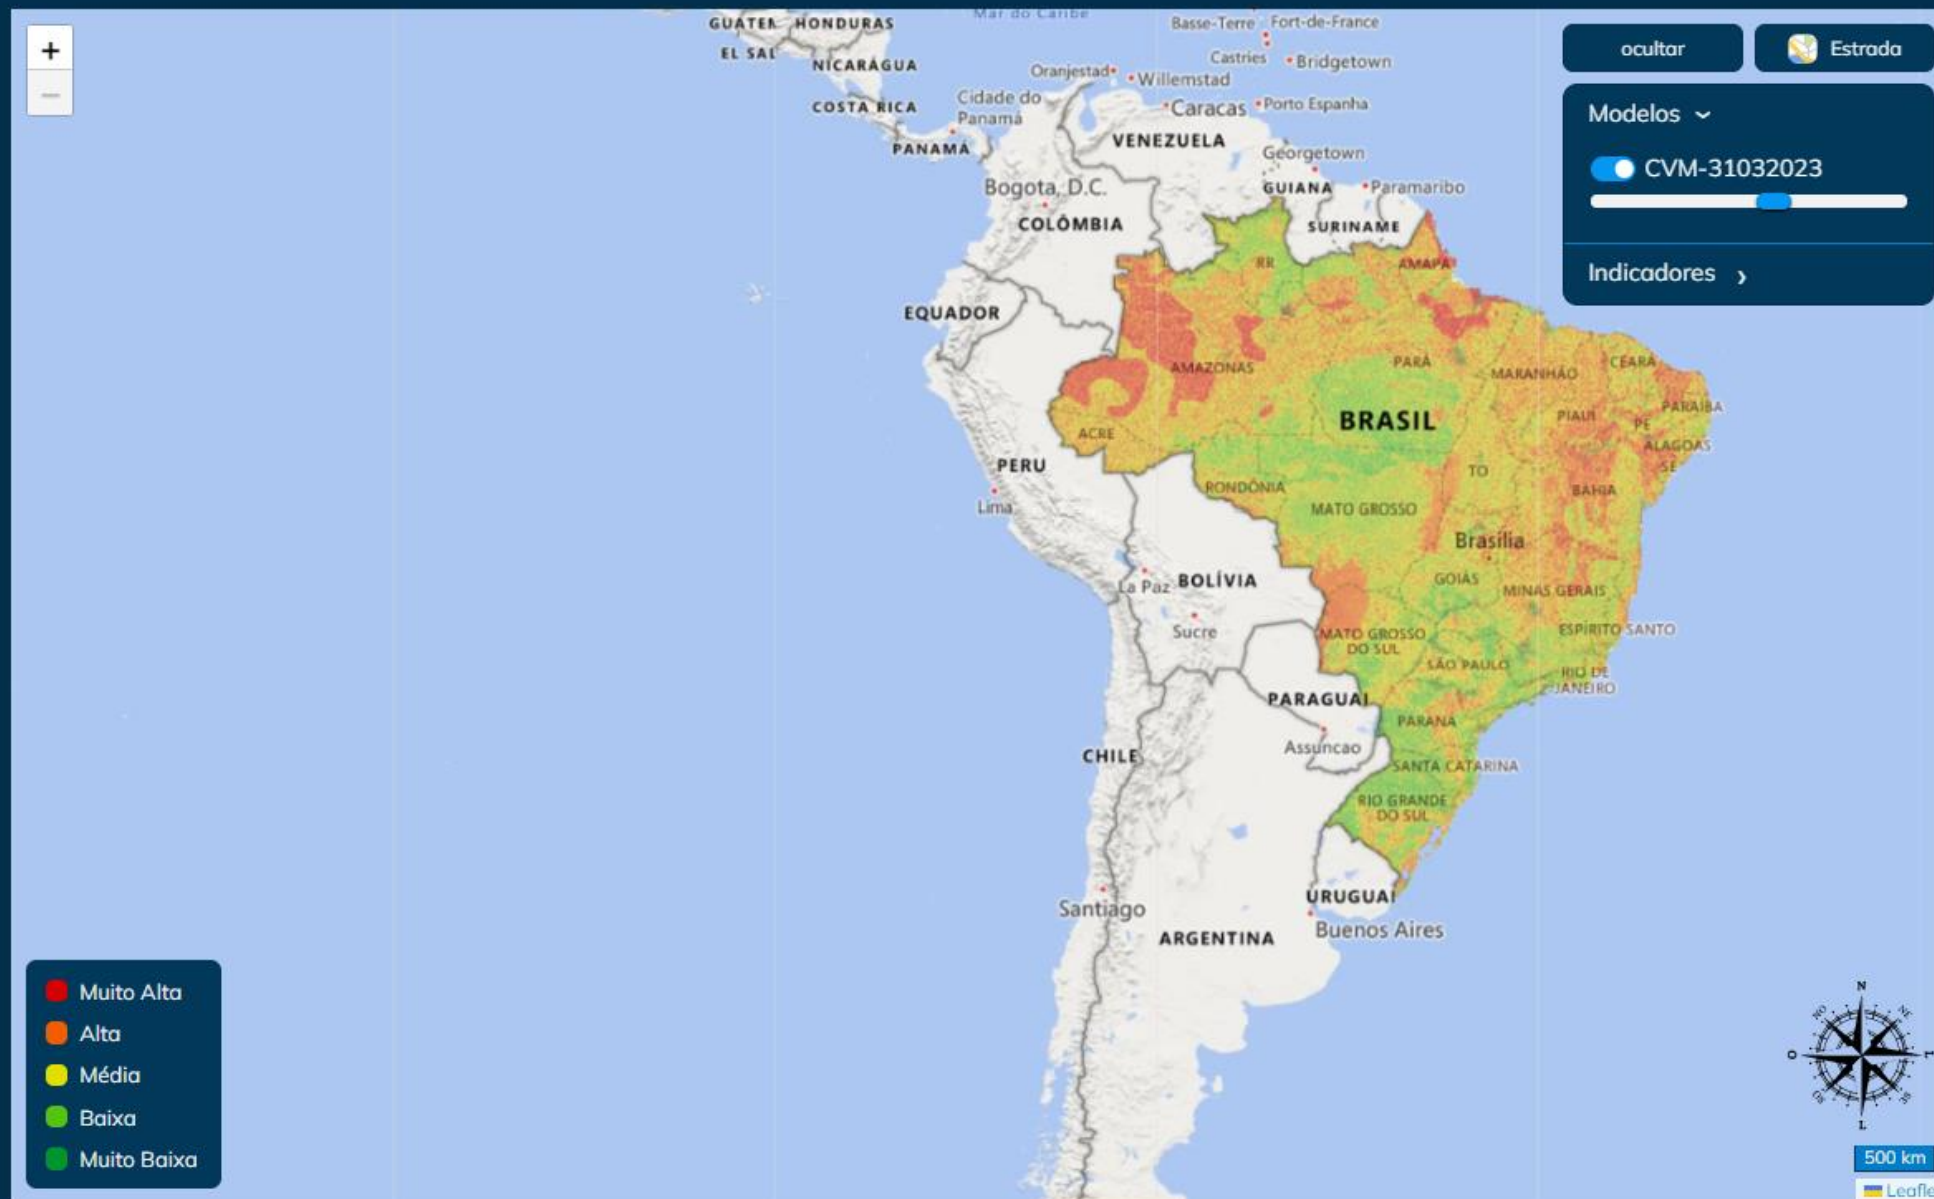 +
−
Mar do Caribe
GUATEM
HONDURAS
EL SAL
NICARÁGUA
COSTA RICA
Cidade do
Panamá
PANAMÁ
Basse-Terre
Fort-de-France
Castries
Bridgetown
Oranjestad
Willemstad
Caracas
Porto Espanha
VENEZUELA
Georgetown
GUIANA
Paramaribo
SURINAME
Bogota, D.C.
COLÔMBIA
EQUADOR
RR
AMAPÁ
AMAZONAS
PARÁ
MARANHÃO
CEARÁ
PIAUÍ
PARAÍBA
PE
ALAGOAS
SE
BRASIL
ACRE
PERU
Lima
RONDÔNIA
TO
BAHIA
MATO GROSSO
Brasília
GOIÁS
MINAS GERAIS
La Paz
BOLÍVIA
Sucre
MATO GROSSO
DO SUL
ESPÍRITO SANTO
SÃO PAULO
RIO DE
JANEIRO
PARAGUAI
PARANÁ
Assuncao
CHILE
SANTA CATARINA
RIO GRANDE
DO SUL
URUGUAI
Santiago
ARGENTINA
Buenos Aires
ocultar
Estrada
Modelos
CVM-31032023
Indicadores
Muito Alta
Alta
Média
Baixa
Muito Baixa
N
NO
NE
O
L
SO
SE
L
500 km
Leafle